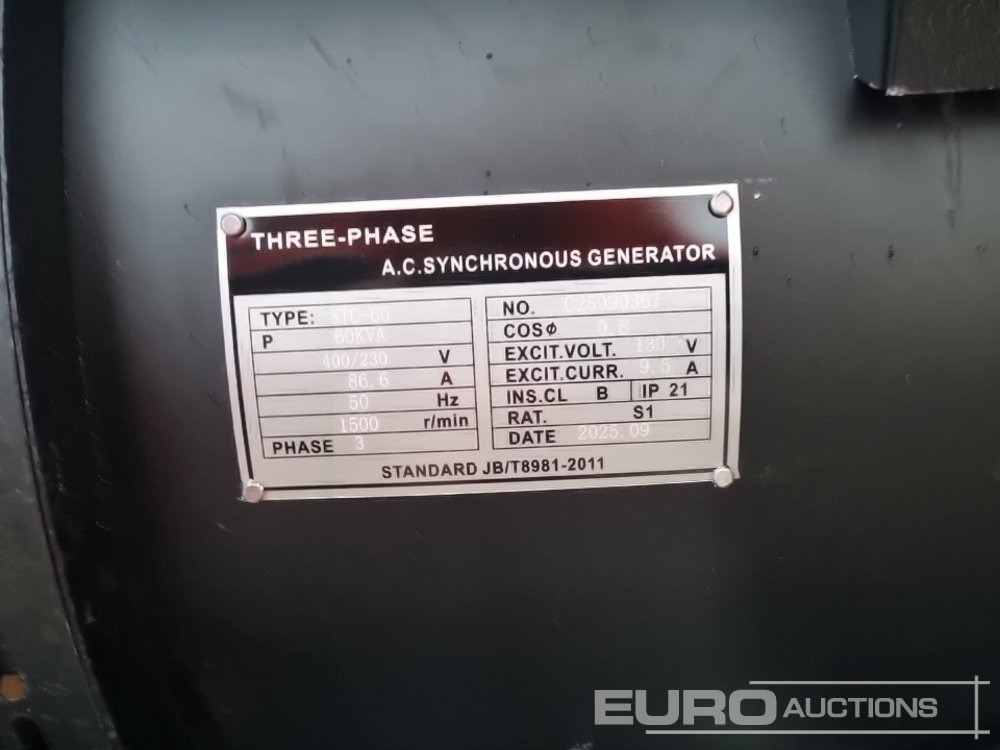 THREE-PHASE
A.C.SYNCHRONOUS GENERATOR
TYPE: STC-60
P 60KVA
400/230 V
86.6 A
50 Hz
1500 r/min
PHASE 3
NO.
COSφ 0.8
EXCIT.VOLT. 130 V
EXCIT.CURR. 9.5 A
INS.CL B IP 21
RAT. S1
DATE 2025.09
STANDARD JB/T8981-2011
EURO AUCTIONS